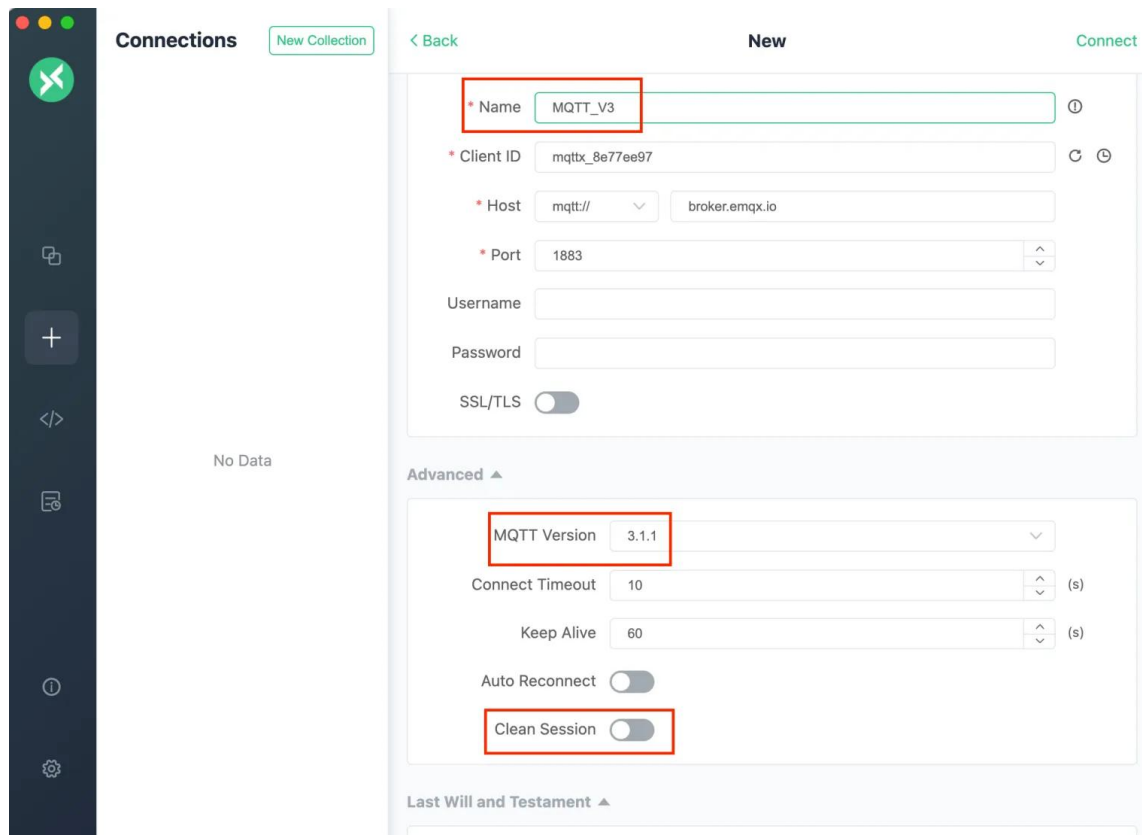 Connections
New Collection
< Back
New
Connect
* Name MQTT_V3
* Client ID mqttx_8e77ee97
* Host mqtt:// broker.emqx.io
* Port 1883
Username
Password
SSL/TLS
No Data
Advanced
MQTT Version 3.1.1
Connect Timeout 10 (s)
Keep Alive 60 (s)
Auto Reconnect
Clean Session
Last Will and Testament